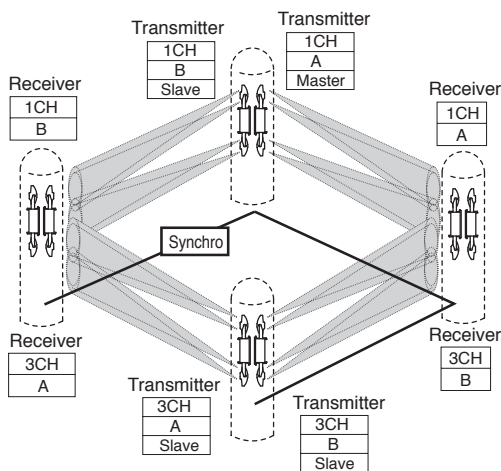 Transmitter
1CH
B
Slave
Transmitter
1CH
A
Master
Receiver
1CH
B
Receiver
1CH
A
Synchro
Receiver
3CH
A
Receiver
3CH
B
Transmitter
3CH
A
Slave
Transmitter
3CH
B
Slave